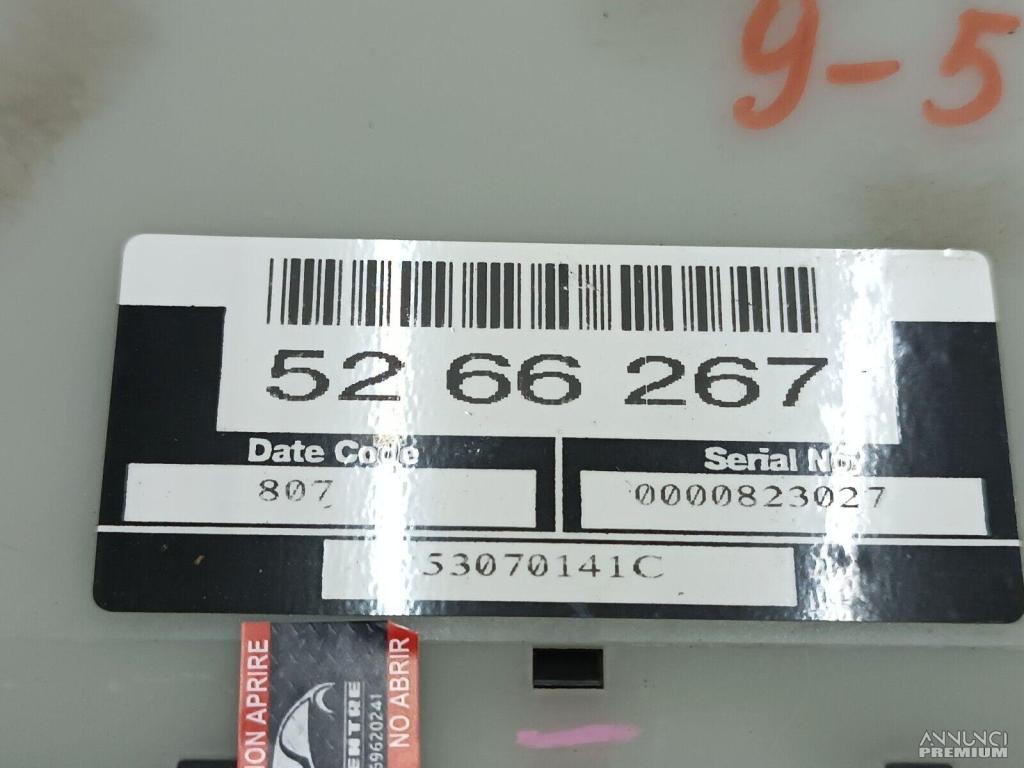 9-5
52 66 267
Date Code
Serial No.
807
0000823027
53070141C
NO ABRIR
ANNUNCI
PREMIUM